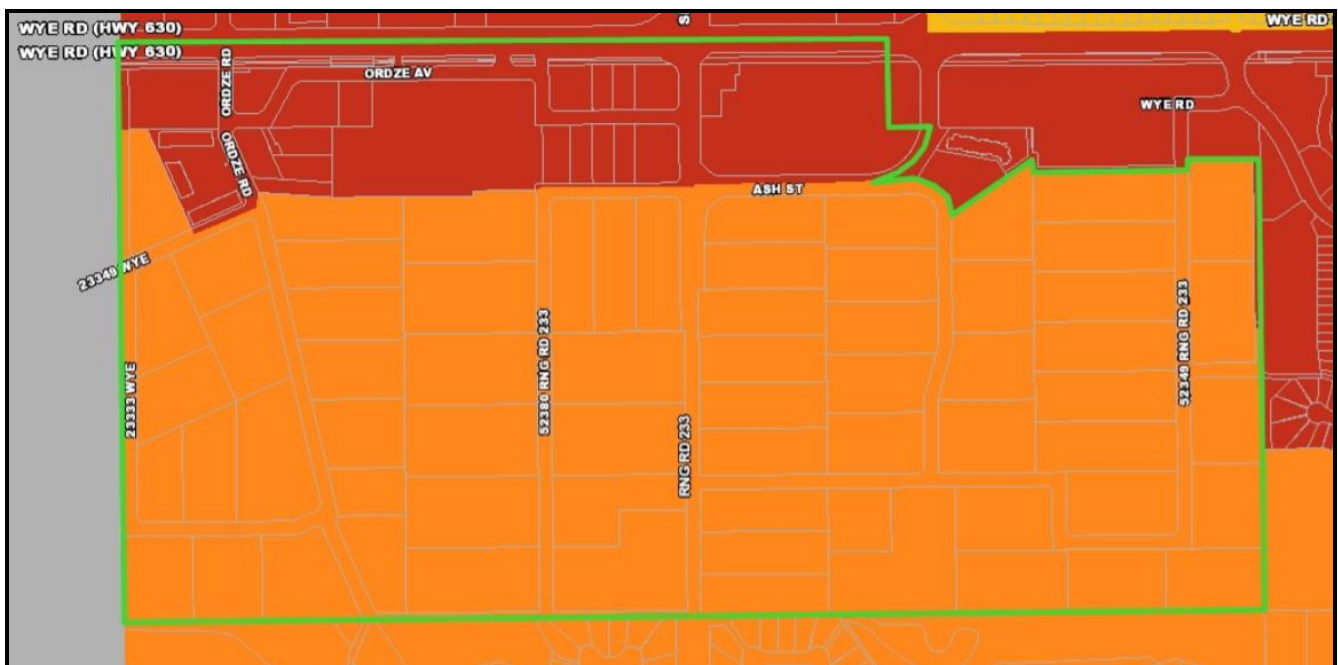 WYE RD (HWY 630)
WYE RD
WYE RD (HWY 630)
ORDZE RD
ORDZE AV
WYE RD
ORDZE RD
ASH ST
23349 WYE
23333 WYE
52380 RNG RD 233
RNG RD 233
52349 RNG RD 233